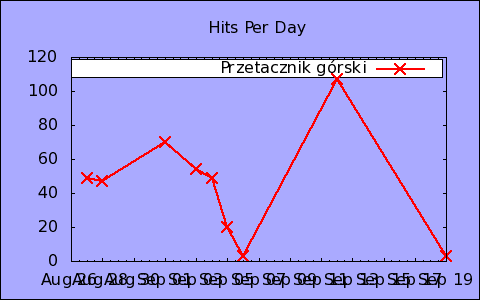 Hits Per Day
Przetacznik górski
120
100
80
60
40
20
0
Aug 26 Aug 28 Aug 30 Sep 01 Sep 03 Sep 05 Sep 07 Sep 09 Sep 11 Sep 13 Sep 15 Sep 17 Sep 19